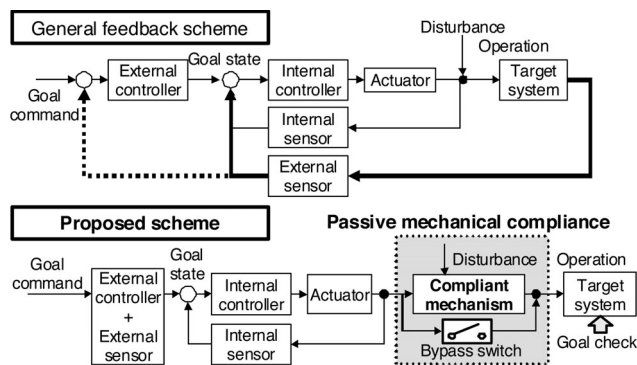 General feedback scheme
Disturbance
Goal state
Operation
External
controller
Internal
controller
Actuator
Target
system
Goal
command
Internal
sensor
External
sensor
Proposed scheme
Passive mechanical compliance
Goal
command
Goal
state
Disturbance
Operation
External
controller
+
External
sensor
Internal
controller
Actuator
Compliant
mechanism
Target
system
Internal
sensor
Bypass switch
Goal check